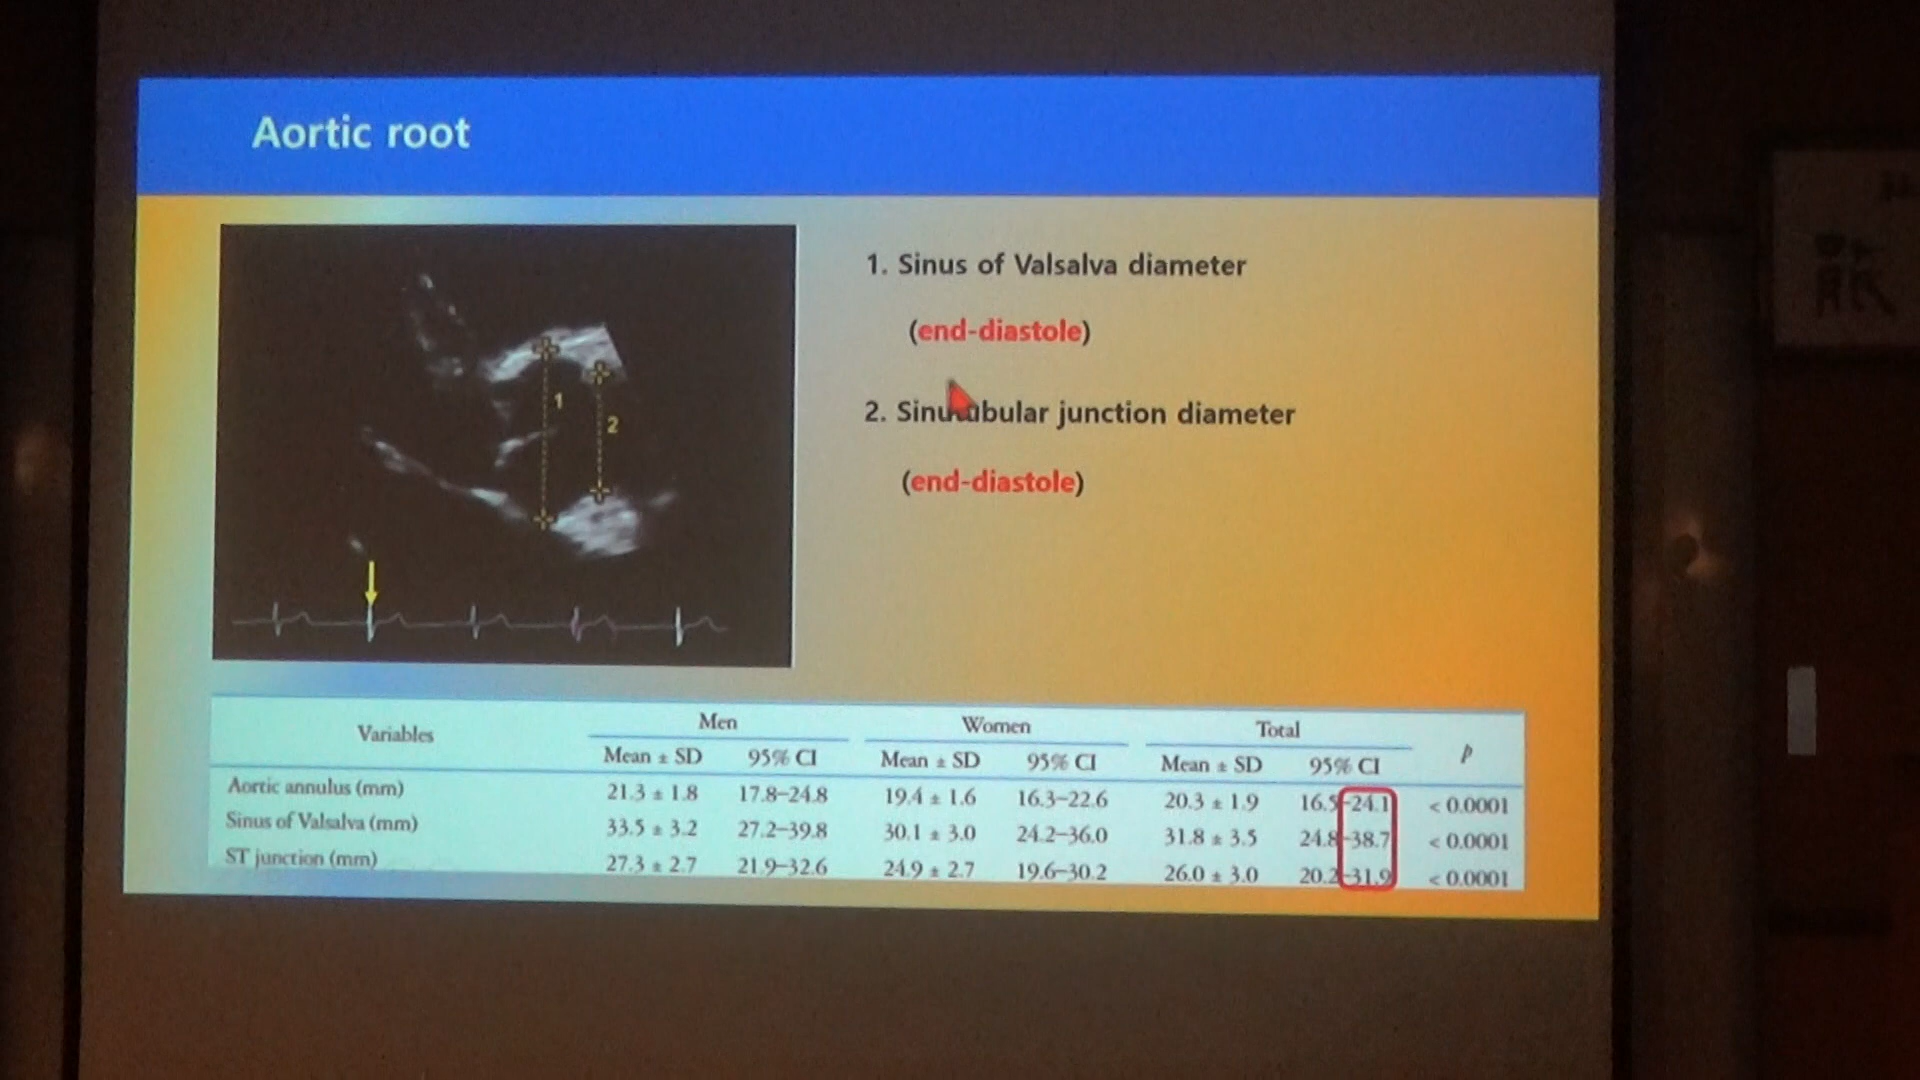 Aortic root
1. Sinus of Valsalva diameter
(end-diastole)
2. Sinutubular junction diameter
(end-diastole)
1
2
Variables Men Women Total p
Mean ± SD 95% CI Mean ± SD 95% CI Mean ± SD 95% CI
Aortic annulus (mm) 21.3 ± 1.8 17.8–24.8 19.4 ± 1.6 16.3–22.6 20.3 ± 1.9 16.5–24.1 < 0.0001
Sinus of Valsalva (mm) 33.5 ± 3.2 27.2–39.8 30.1 ± 3.0 24.2–36.0 31.8 ± 3.5 24.8–38.7 < 0.0001
ST junction (mm) 27.3 ± 2.7 21.9–32.6 24.9 ± 2.7 19.6–30.2 26.0 ± 3.0 20.2–31.9 < 0.0001